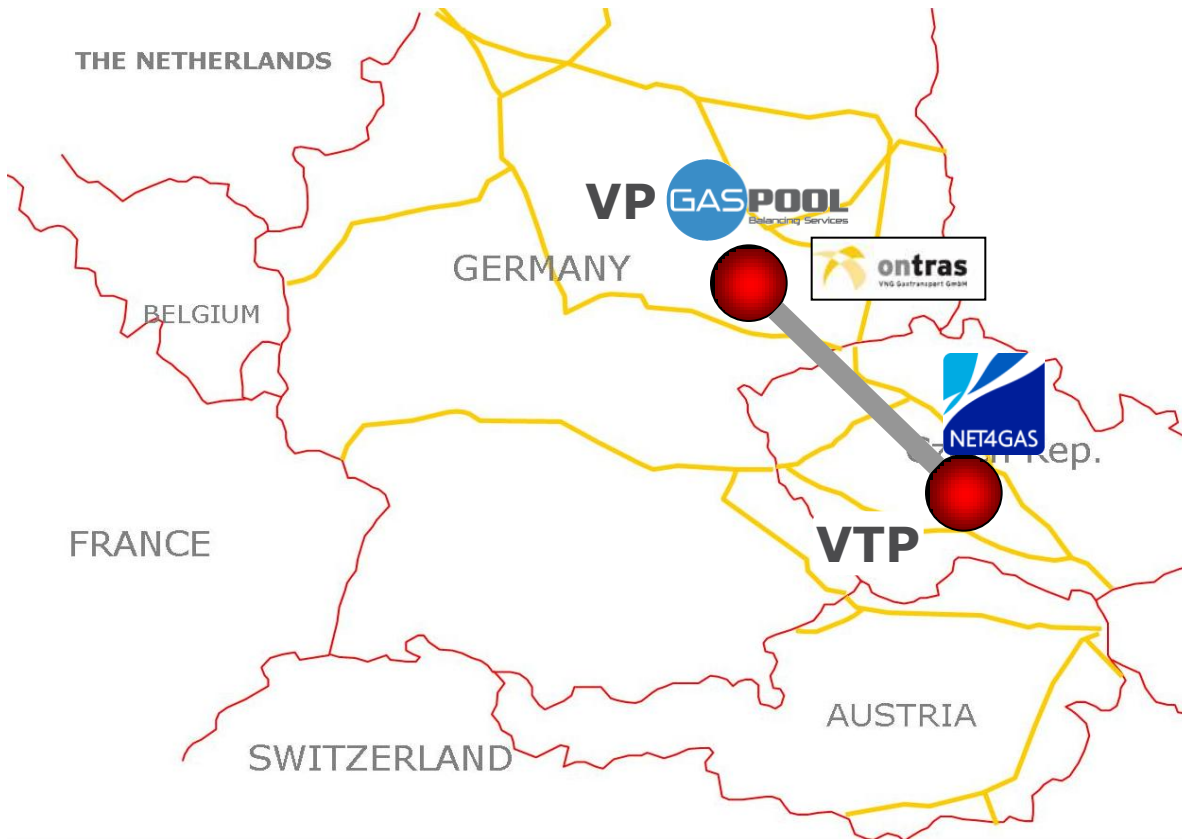 THE NETHERLANDS
VP GASPOOL
Balancing Services
GERMANY
ontras
VNG Gastransport GmbH
BELGIUM
NET4GAS
Rep.
FRANCE
VTP
AUSTRIA
SWITZERLAND